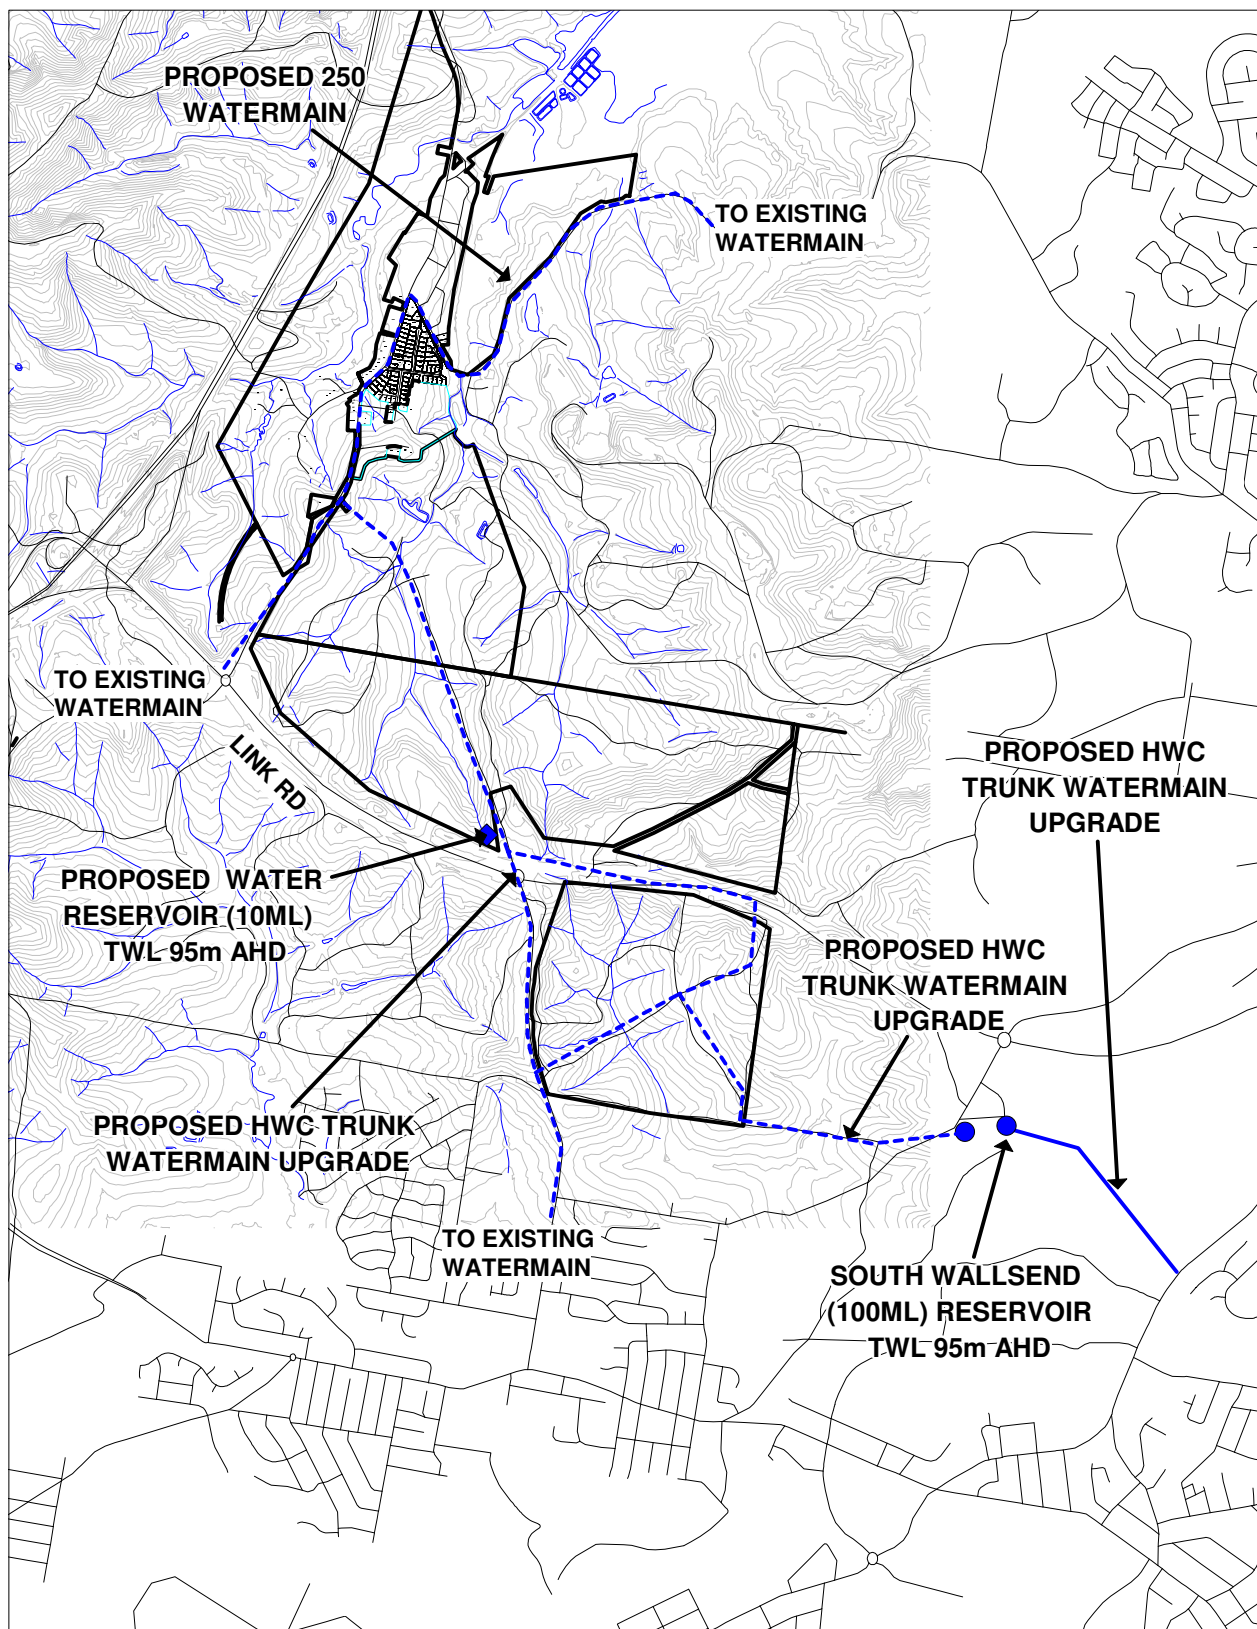 PROPOSED 250
WATERMAIN
TO EXISTING
WATERMAIN
TO EXISTING
WATERMAIN
LINK RD
PROPOSED HWC
TRUNK WATERMAIN
UPGRADE
PROPOSED WATER
RESERVOIR (10ML)
TWL 95m AHD
PROPOSED HWC
TRUNK WATERMAIN
UPGRADE
PROPOSED HWC TRUNK
WATERMAIN UPGRADE
TO EXISTING
WATERMAIN
SOUTH WALLSEND
(100ML) RESERVOIR
TWL 95m AHD